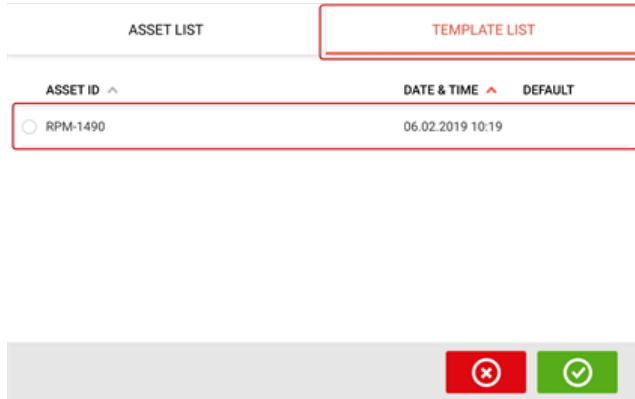 ASSET LIST TEMPLATE LIST
ASSET ID DATE & TIME DEFAULT
RPM-1490 06.02.2019 10:19